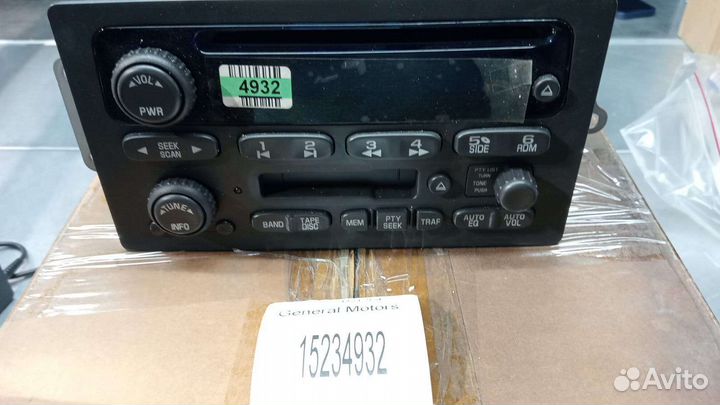 4932
VOL
PWR
1 2 3 4 5 SIDE 6 RDM
SEEK
SCAN
PTY LIST
TURN
TONE
PUSH
TUNE
INFO
BAND
TAPE
DISC
MEM
PTY
SEEK
TRAF
AUTO
EQ
AUTO
VOL
General Motors
15234932
Avito